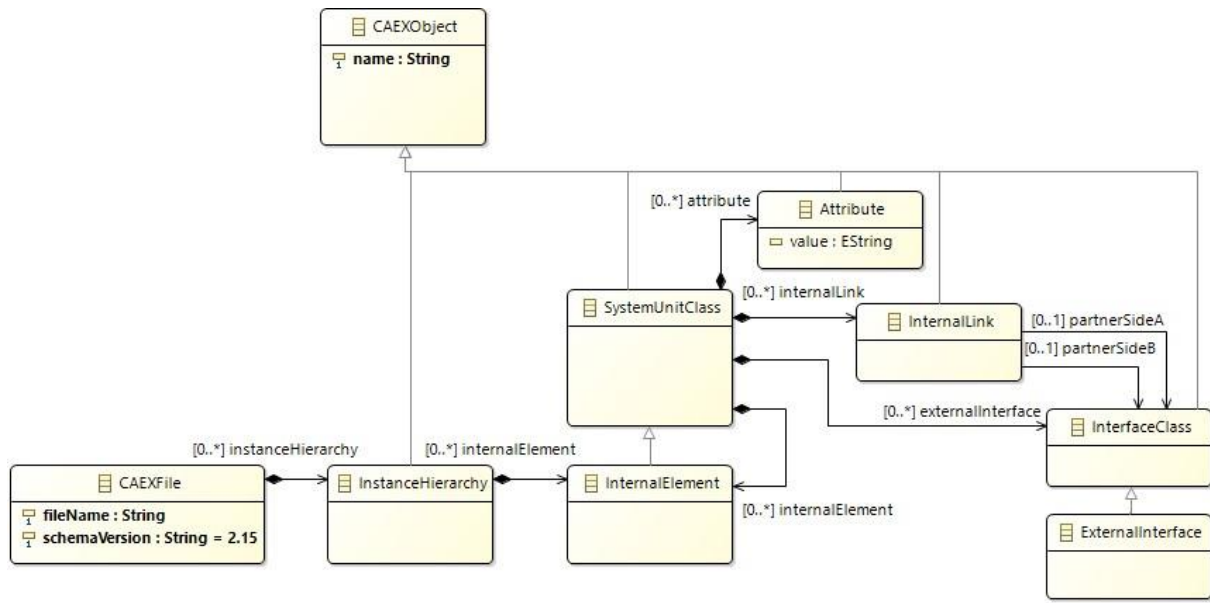 CAEXObject
name : String
[0..*] attribute
Attribute
value : EString
SystemUnitClass
[0..*] internalLink
InternalLink
[0..1] partnerSideA
[0..1] partnerSideB
[0..*] externalInterface
InterfaceClass
[0..*] instanceHierarchy
[0..*] internalElement
CAEXFile
fileName : String
schemaVersion : String = 2.15
InstanceHierarchy
InternalElement
[0..*] internalElement
ExternalInterface